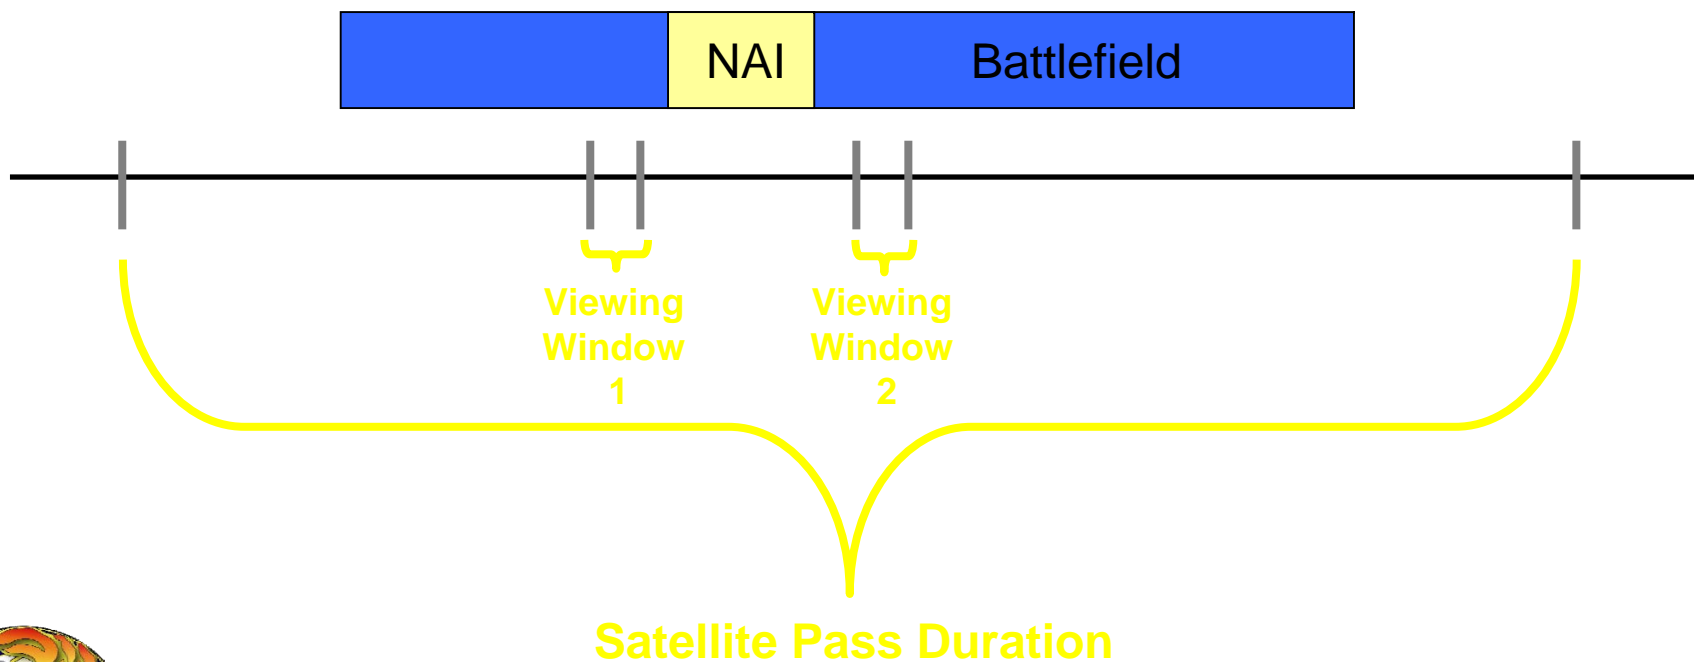 NAI Battlefield
Viewing
Window
1
Viewing
Window
2
Satellite Pass Duration